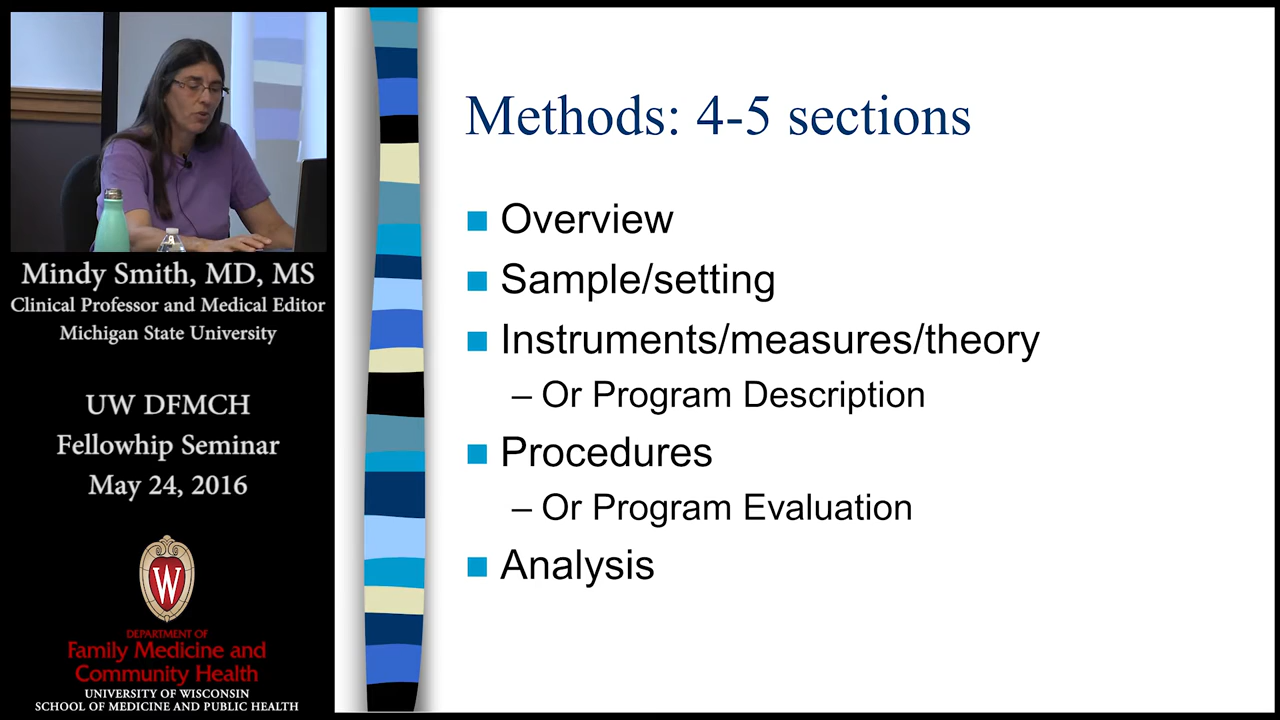 Mindy Smith, MD, MS
Clinical Professor and Medical Editor
Michigan State University
UW DFMCH
Fellowhip Seminar
May 24, 2016
W
DEPARTMENT OF
Family Medicine and
Community Health
UNIVERSITY OF WISCONSIN
SCHOOL OF MEDICINE AND PUBLIC HEALTH
Methods: 4-5 sections
Overview
Sample/setting
Instruments/measures/theory
– Or Program Description
Procedures
– Or Program Evaluation
Analysis